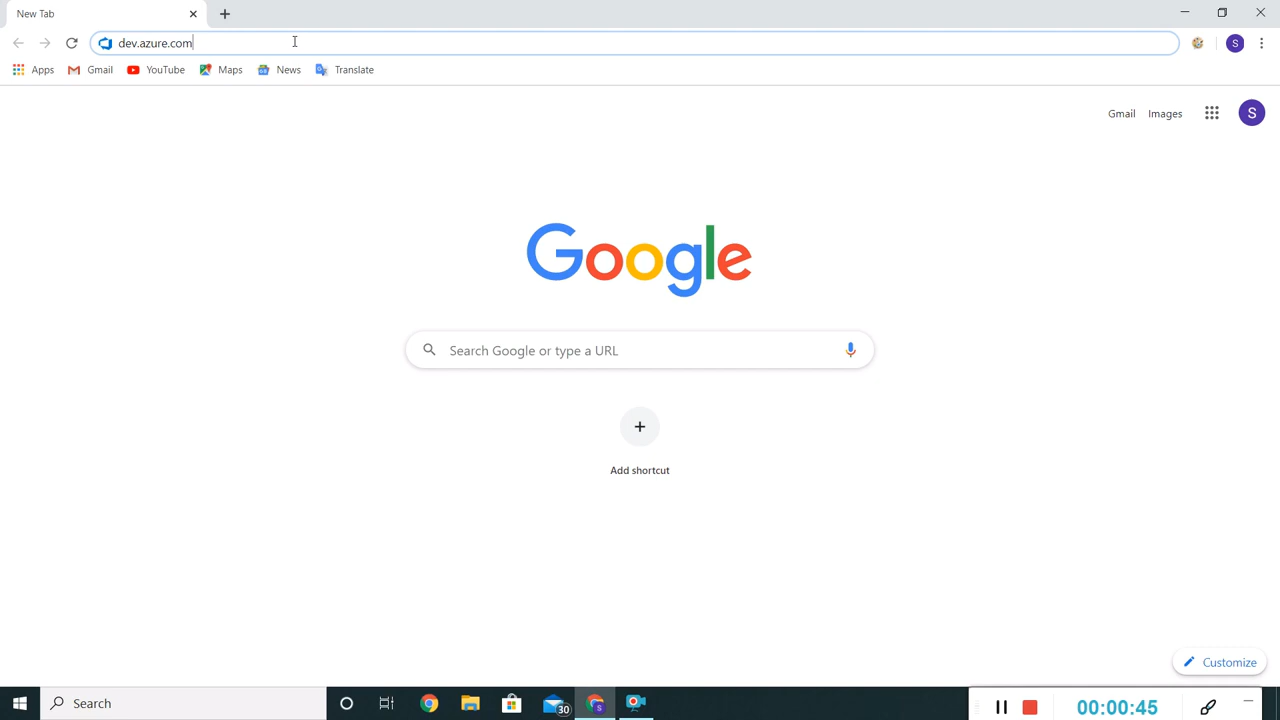 New Tab
dev.azure.com
Apps Gmail YouTube Maps News Translate
S
Gmail Images S
Google
Search Google or type a URL
Add shortcut
Customize
Search 30 S 00:00:45